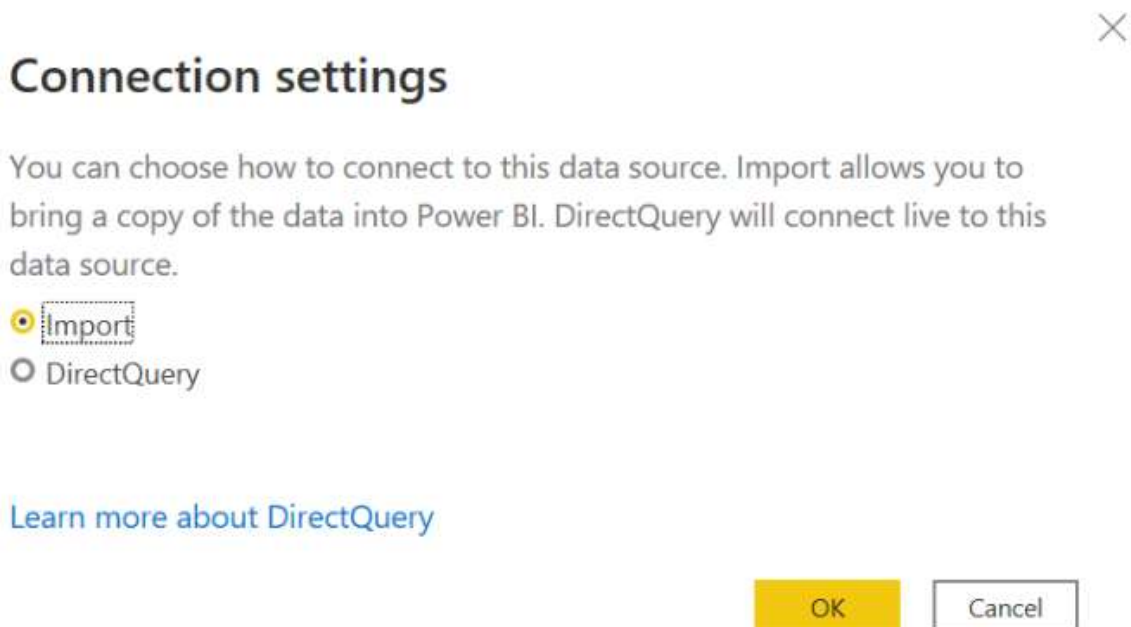 Connection settings
You can choose how to connect to this data source. Import allows you to
bring a copy of the data into Power BI. DirectQuery will connect live to this
data source.
Import
DirectQuery
Learn more about DirectQuery
OK Cancel